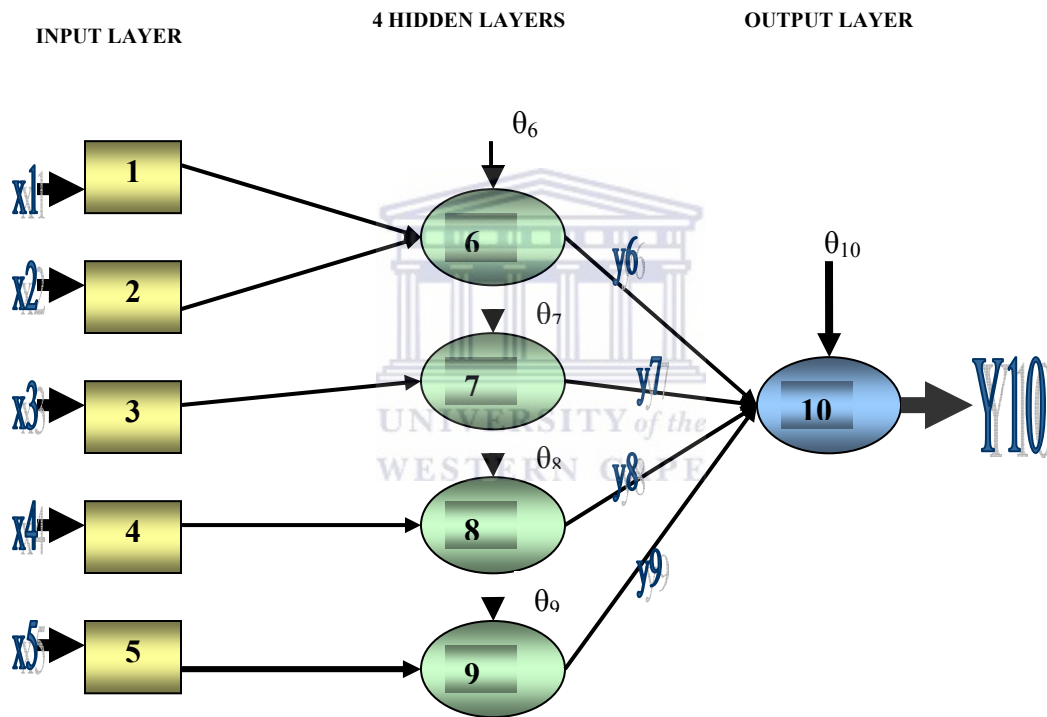 INPUT LAYER
4 HIDDEN LAYERS
OUTPUT LAYER
x1
1
x2
2
x3
3
x4
4
x5
5
θ6
6
θ7
7
θ8
8
θ9
9
y6
y7
y8
y9
θ10
10
Y10
UNIVERSITY of the
WESTERN CAPE